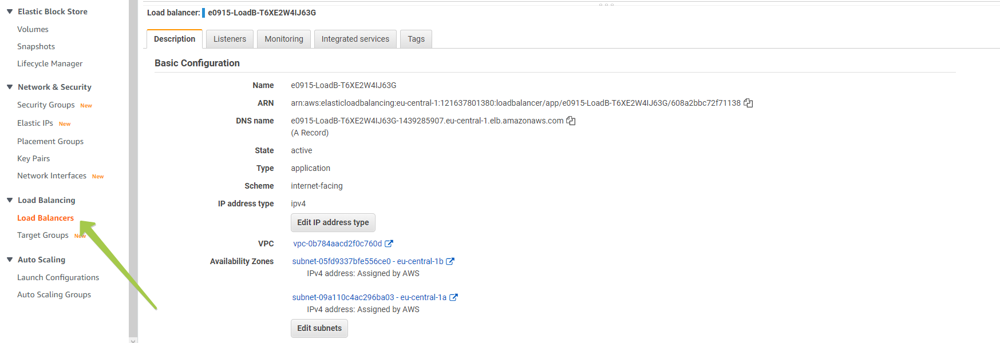 Elastic Block Store
Volumes
Snapshots
Lifecycle Manager
Network & Security
Security Groups New
Elastic IPs New
Placement Groups
Key Pairs
Network Interfaces New
Load Balancing
Load Balancers
Target Groups New
Auto Scaling
Launch Configurations
Auto Scaling Groups
Load balancer: e0915-LoadB-T6XE2W4IJ63G
Description Listeners Monitoring Integrated services Tags
Basic Configuration
Name e0915-LoadB-T6XE2W4IJ63G
ARN arn:aws:elasticloadbalancing:eu-central-1:121637801380:loadbalancer/app/e0915-LoadB-T6XE2W4IJ63G/608a2bbc72f71138
DNS name e0915-LoadB-T6XE2W4IJ63G-1439285907.eu-central-1.elb.amazonaws.com
(A Record)
State active
Type application
Scheme internet-facing
IP address type ipv4
Edit IP address type
VPC vpc-0b784aacd2f0c760d
Availability Zones subnet-05fd9337bfe556ce0 - eu-central-1b
IPv4 address: Assigned by AWS
subnet-09a110c4ac296ba03 - eu-central-1a
IPv4 address: Assigned by AWS
Edit subnets